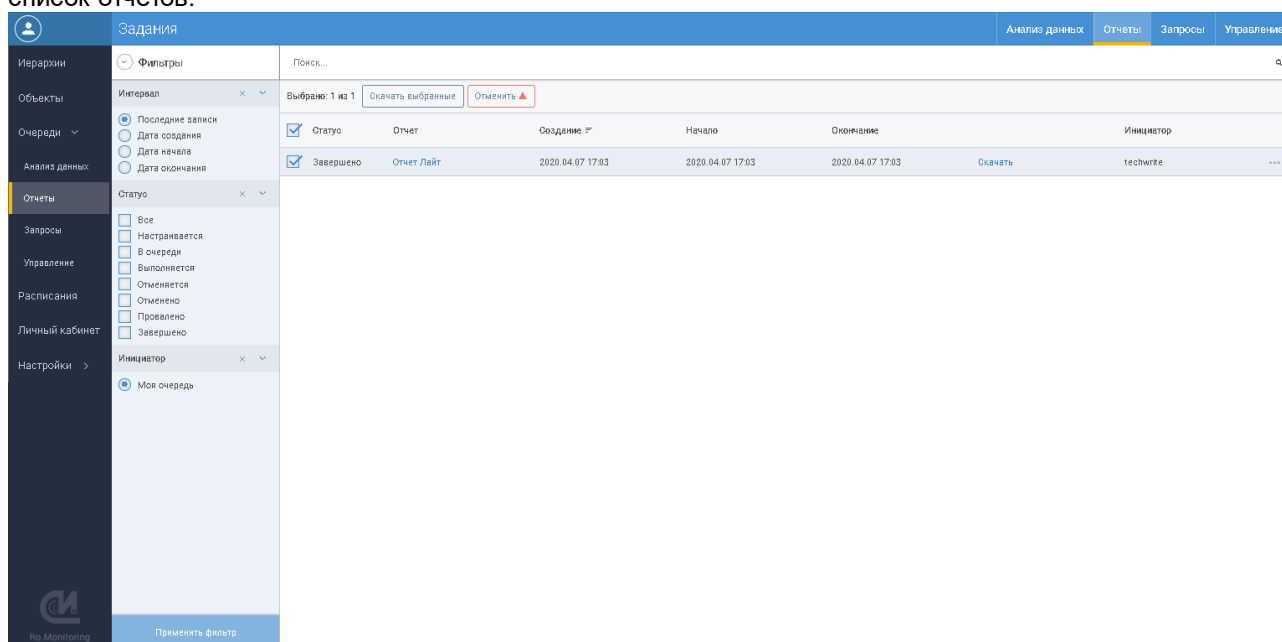 список отчетов.
Задания
Анализ данных
Отчеты
Запросы
Управление
Иерархии
Объекты
Очереди
Анализ данных
Отчеты
Запросы
Управление
Расписания
Личный кабинет
Настройки
Ro Monitoring
Фильтры
Интервал
Последние записи
Дата создания
Дата начала
Дата окончания
Статус
Все
Настраивается
В очереди
Выполняется
Отменяется
Отменено
Провалено
Завершено
Инициатор
Моя очередь
Применить фильтр
Поиск...
Выбрано: 1 из 1 Скачать выбранные Отменить
Статус Отчет Создание Начало Окончание Инициатор
Завершено Отчет Лайт 2020.04.07 17:03 2020.04.07 17:03 2020.04.07 17:03 Скачать techwrite ...